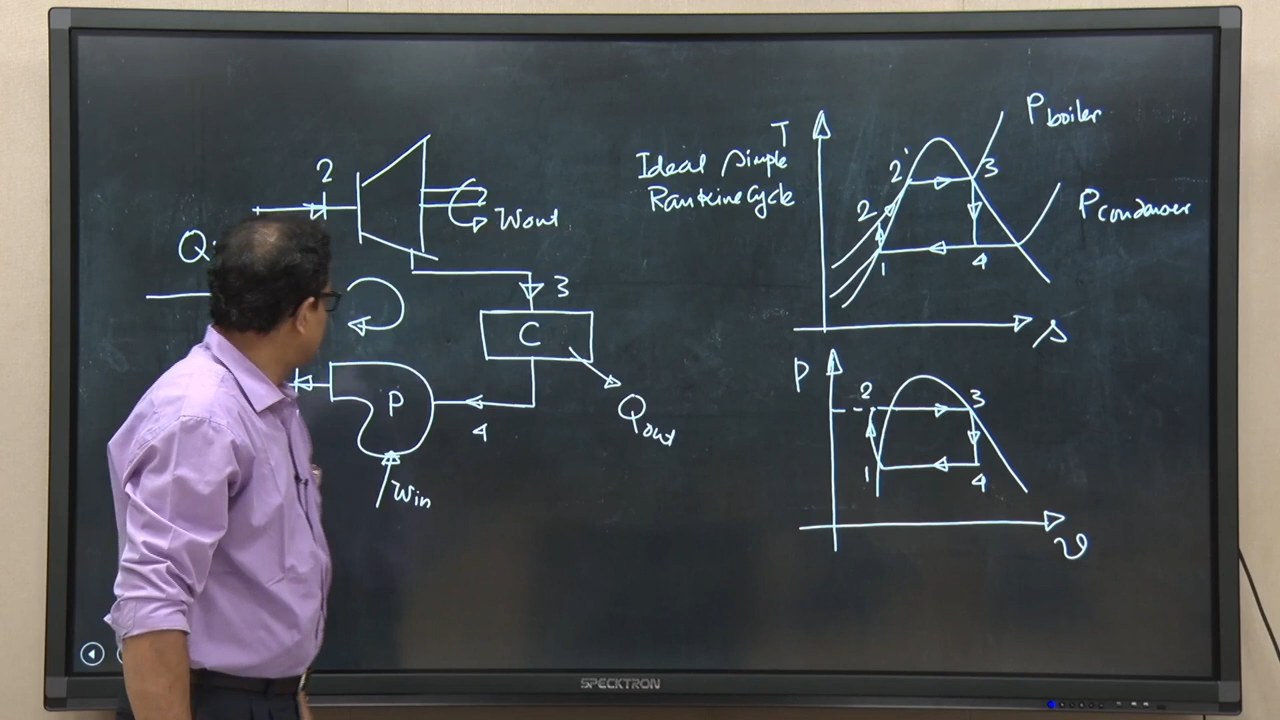 2
Wout
Q
3
C
Qout
P
4
Win
Ideal Simple
Rankine Cycle
T
Pboiler
2'
3
Pcondenser
2
1
4
s
P
2
3
1
4
v
SPECKTRON